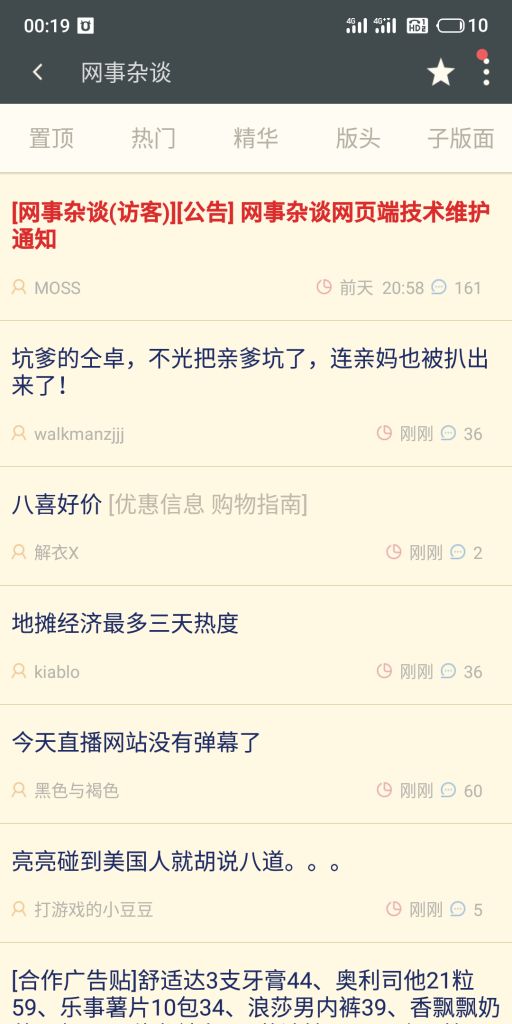 00:19 4G 4G+ HD 1 2 10
网事杂谈
置顶 热门 精华 版头 子版面
[网事杂谈(访客)][公告] 网事杂谈网页端技术维护
通知
MOSS 前天 20:58 161
坑爹的仝卓，不光把亲爹坑了，连亲妈也被扒出
来了！
walkmanzjjj 刚刚 36
八喜好价 [优惠信息 购物指南]
解衣X 刚刚 2
地摊经济最多三天热度
kiablo 刚刚 36
今天直播网站没有弹幕了
黑色与褐色 刚刚 60
亮亮碰到美国人就胡说八道。。。
打游戏的小豆豆 刚刚 5
[合作广告贴]舒适达3支牙膏44、奥利司他21粒
59、乐事薯片10包34、浪莎男内裤39、香飘飘奶